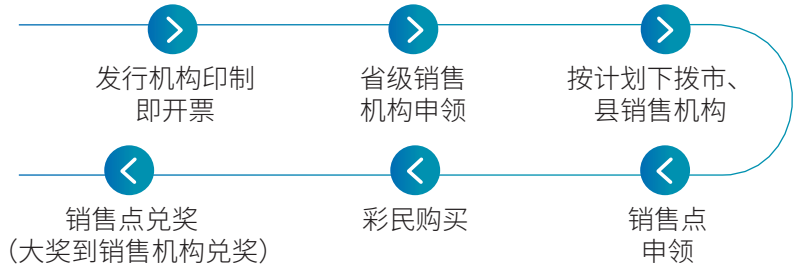 发行机构印制
即开票
省级销售
机构申领
按计划下拨市、
县销售机构
销售点
申领
彩民购买
销售点兑奖
（大奖到销售机构兑奖）